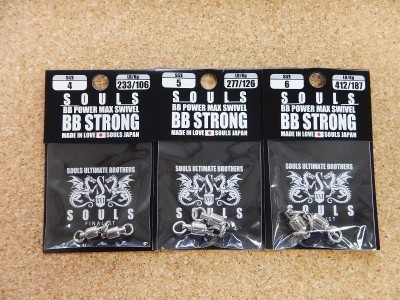 SIZE
4
LB/Kg
233/106
SOULS
BB POWER MAX SWIVEL
BB STRONG
MADE IN LOVE SOULS JAPAN
SOULS ULTIMATE BROTHERS
SOULS
FINALIST
SIZE
5
LB/Kg
277/126
SOULS
BB POWER MAX SWIVEL
BB STRONG
MADE IN LOVE SOULS JAPAN
SOULS ULTIMATE BROTHERS
SOULS
SIZE
6
LB/Kg
412/187
SOULS
BB POWER MAX SWIVEL
BB STRONG
MADE IN LOVE SOULS JAPAN
SOULS ULTIMATE BROTHERS
SOULS